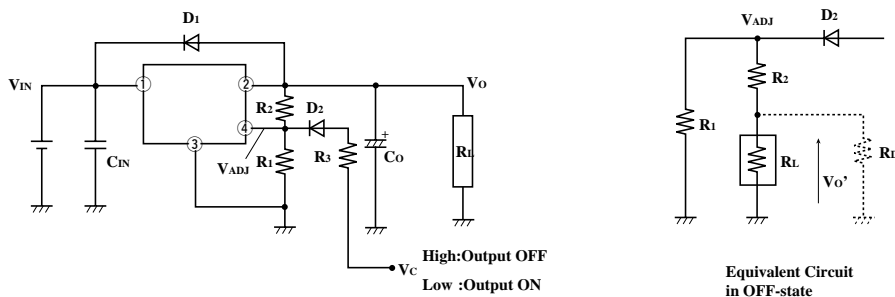 D1
D2
VADJ
VIN
1
2
VO
R2
D2
R2
4
3
R1
R1
CIN
VADJ
R3
CO
+
RL
RL
VO’
RL
VC
High:Output OFF
Low :Output ON
Equivalent Circuit
in OFF-state